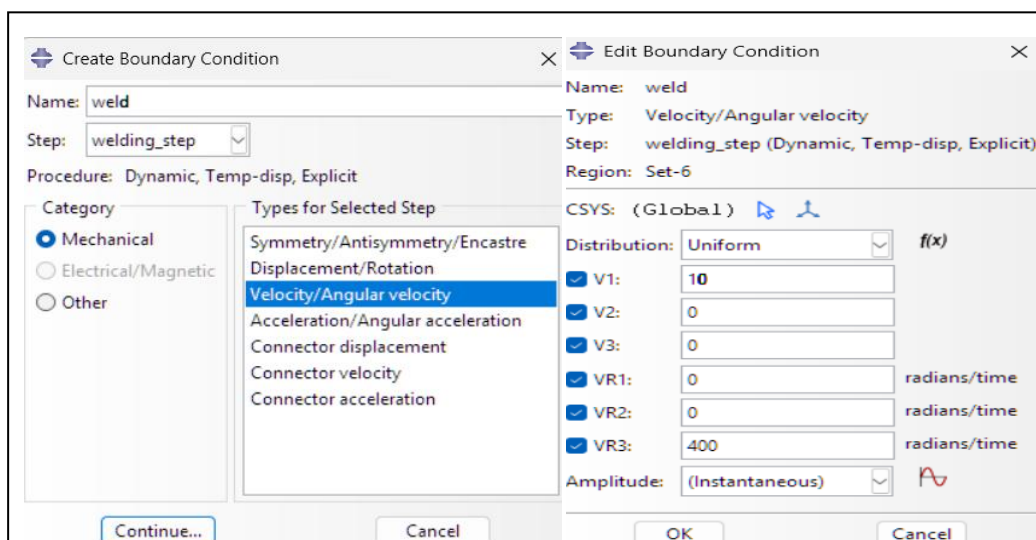 Create Boundary Condition
Name: weld
Step: welding_step
Procedure: Dynamic, Temp-disp, Explicit
Category
Mechanical
Electrical/Magnetic
Other
Types for Selected Step
Symmetry/Antisymmetry/Encastre
Displacement/Rotation
Velocity/Angular velocity
Acceleration/Angular acceleration
Connector displacement
Connector velocity
Connector acceleration
Continue...
Cancel
Edit Boundary Condition
Name: weld
Type: Velocity/Angular velocity
Step: welding_step (Dynamic, Temp-disp, Explicit)
Region: Set-6
CSYS: (Global)
Distribution: Uniform f(x)
V1: 10
V2: 0
V3: 0
VR1: 0 radians/time
VR2: 0 radians/time
VR3: 400 radians/time
Amplitude: (Instantaneous)
OK
Cancel